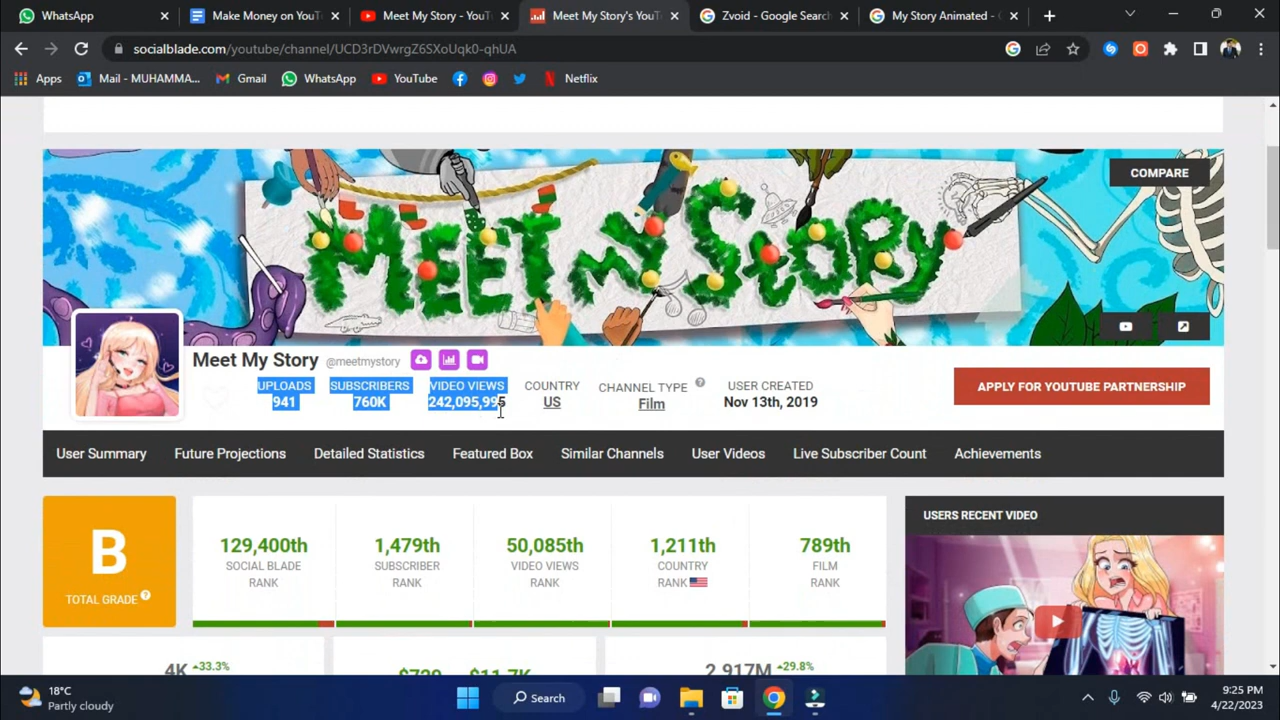 WhatsApp
Make Money on YouT
Meet My Story - YouT
Meet My Story's YouT
Zvoid - Google Search
My Story Animated - G
socialblade.com/youtube/channel/UCD3rDVwrgZ6SXoUqk0-qhUA
Apps
Mail - MUHAMMA...
Gmail
WhatsApp
YouTube
Netflix
MEET my StORy
COMPARE
Meet My Story @meetmystory
UPLOADS
941
SUBSCRIBERS
760K
VIDEO VIEWS
242,095,995
COUNTRY
US
CHANNEL TYPE ?
Film
USER CREATED
Nov 13th, 2019
APPLY FOR YOUTUBE PARTNERSHIP
User Summary
Future Projections
Detailed Statistics
Featured Box
Similar Channels
User Videos
Live Subscriber Count
Achievements
B
TOTAL GRADE ?
129,400th
SOCIAL BLADE
RANK
1,479th
SUBSCRIBER
RANK
50,085th
VIDEO VIEWS
RANK
1,211th
COUNTRY
RANK
789th
FILM
RANK
USERS RECENT VIDEO
4K +33.3%
2.917M +29.8%
18°C
Partly cloudy
Search
9:25 PM
4/22/2023